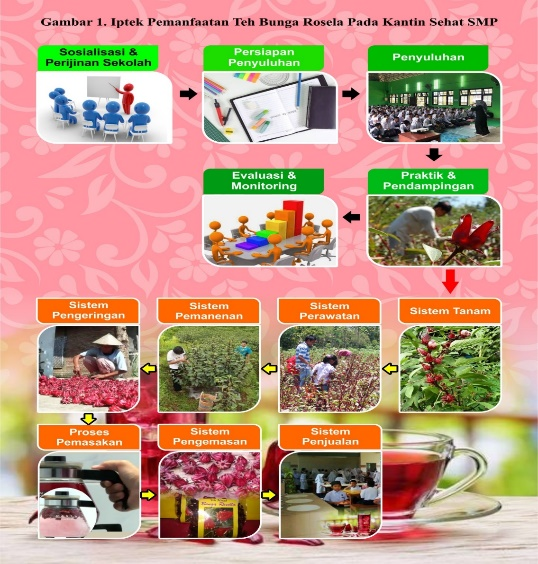 Gambar 1. Iptek Pemanfaatan Teh Bunga Rosela Pada Kantin Sehat SMP
Sosialisasi &
Perijinan Sekolah
Persiapan
Penyuluhan
Penyuluhan
Evaluasi &
Monitoring
Praktik &
Pendampingan
Sistem
Pengeringan
Sistem
Pemanenan
Sistem
Perawatan
Sistem Tanam
Proses
Pemasakan
Sistem
Pengemasan
Sistem
Penjualan